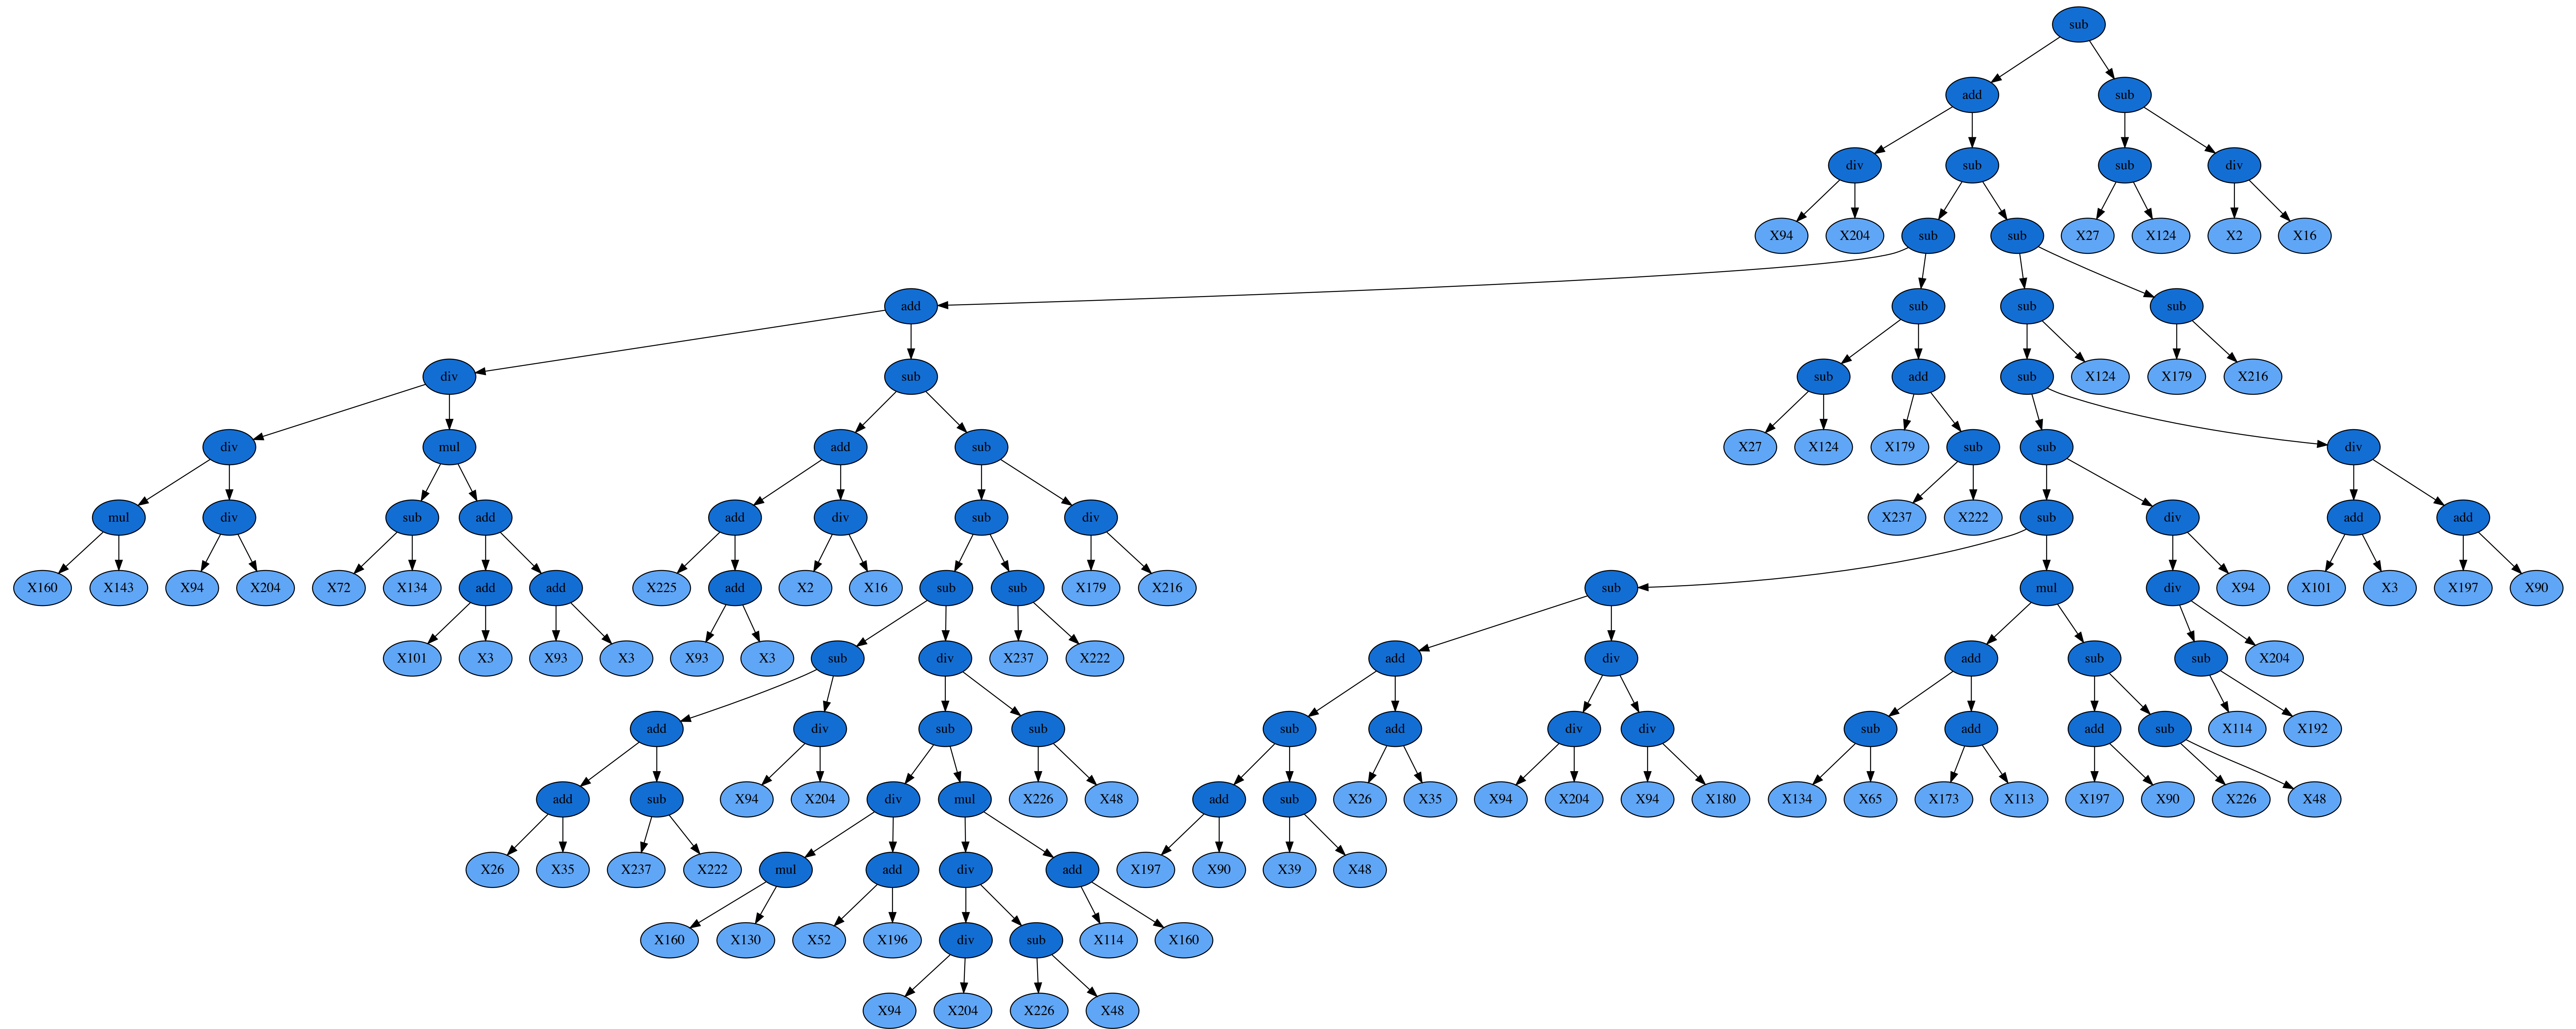 sub
add sub
div sub sub div
X94 X204 sub sub X27 X124 X2 X16
add sub sub sub
div sub sub add sub X124 X179 X216
div mul add sub X27 X124 X179 sub sub div
mul div sub add add div sub div X237 X222 sub div add add
X160 X143 X94 X204 X72 X134 add add X225 add X2 X16 sub sub X179 X216 sub mul div X94 X101 X3 X197 X90
X101 X3 X93 X3 X93 X3 sub div X237 X222 add div add sub sub X204
add div sub sub sub add div div sub add add sub X114 X192
add sub X94 X204 div mul X226 X48 add sub X26 X35 X94 X204 X94 X180 X134 X65 X173 X113 X197 X90 X226 X48
X26 X35 X237 X222 mul add div add X197 X90 X39 X48
X160 X130 X52 X196 div sub X114 X160
X94 X204 X226 X48